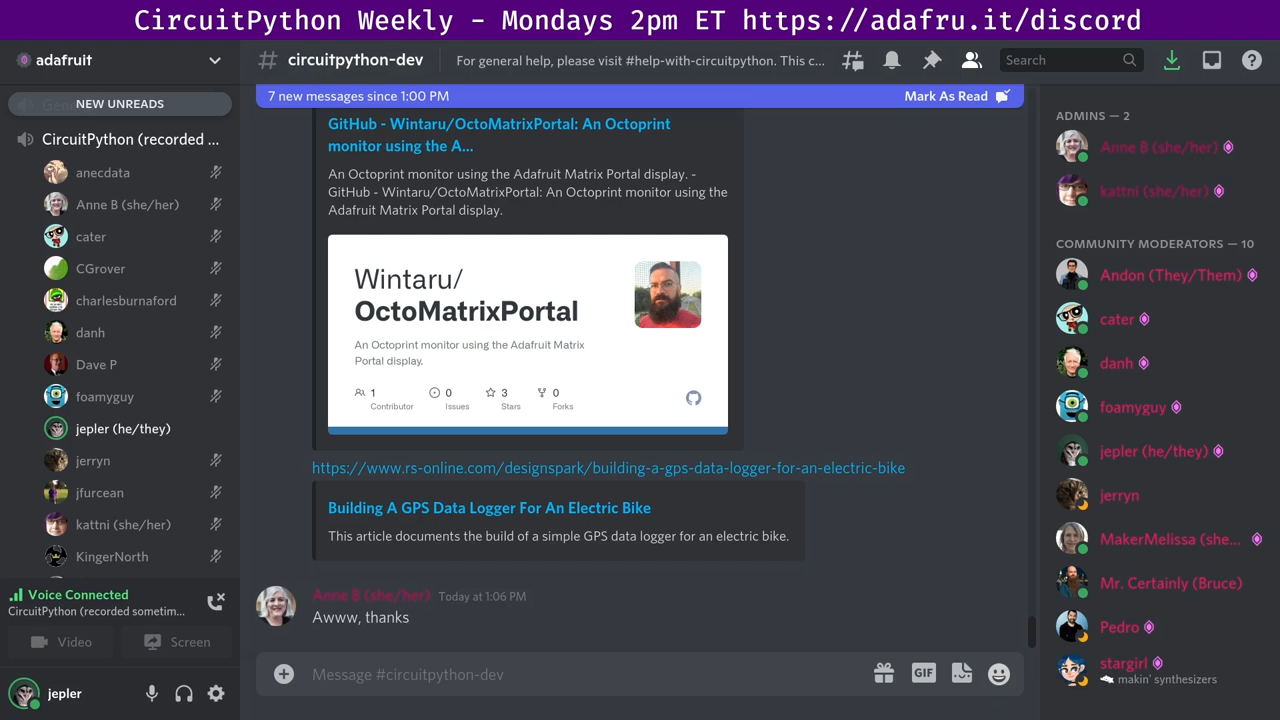 CircuitPython Weekly - Mondays 2pm ET https://adafru.it/discord
adafruit
NEW UNREADS
CircuitPython (recorded ...
anecdata
Anne B (she/her)
cater
CGrover
charlesburnaford
danh
Dave P
foamyguy
jepler (he/they)
jerryn
jfurcean
kattni (she/her)
KingerNorth
Voice Connected
CircuitPython (recorded sometim...
Video
Screen
jepler
# circuitpython-dev
For general help, please visit #help-with-circuitpython. This c...
Search
7 new messages since 1:00 PM
Mark As Read
GitHub - Wintaru/OctoMatrixPortal: An Octoprint
monitor using the A...
An Octoprint monitor using the Adafruit Matrix Portal display. -
GitHub - Wintaru/OctoMatrixPortal: An Octoprint monitor using the
Adafruit Matrix Portal display.
Wintaru/
OctoMatrixPortal
An Octoprint monitor using the Adafruit Matrix
Portal display.
1 0 3 0
Contributor Issues Stars Forks
https://www.rs-online.com/designspark/building-a-gps-data-logger-for-an-electric-bike
Building A GPS Data Logger For An Electric Bike
This article documents the build of a simple GPS data logger for an electric bike.
Anne B (she/her) Today at 1:06 PM
Awww, thanks
Message #circuitpython-dev
GIF
ADMINS — 2
Anne B (she/her)
kattni (she/her)
COMMUNITY MODERATORS — 10
Andon (They/Them)
cater
danh
foamyguy
jepler (he/they)
jerryn
MakerMelissa (she...
Mr. Certainly (Bruce)
Pedro
stargirl
makin' synthesizers